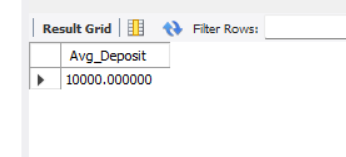 Result Grid Filter Rows:
Avg_Deposit
10000.000000